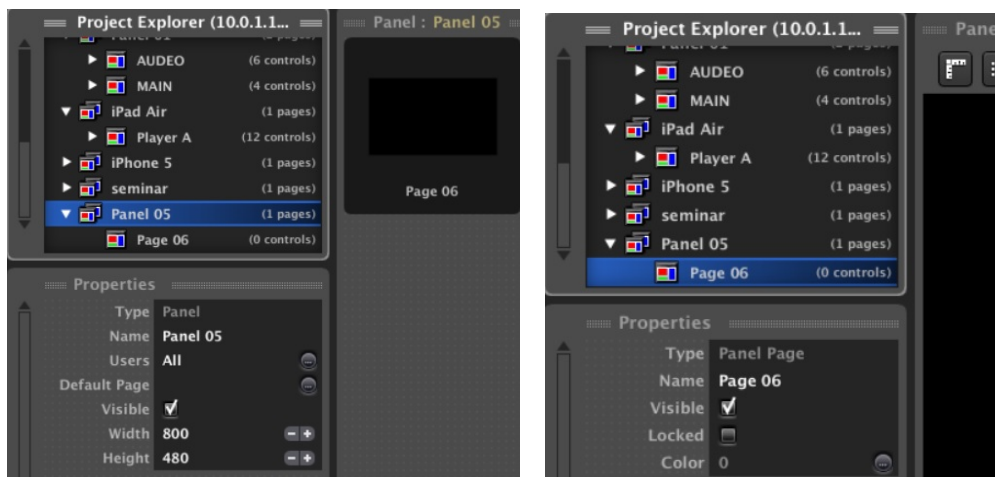 Project Explorer (10.0.1.1...
Panel : Panel 05
Panel 01 (2 pages)
AUDEO (6 controls)
MAIN (4 controls)
iPad Air (1 pages)
Player A (12 controls)
iPhone 5 (1 pages)
seminar (1 pages)
Panel 05 (1 pages)
Page 06 (0 controls)
Page 06
Properties
Type Panel
Name Panel 05
Users All
Default Page
Visible
Width 800
Height 480
Project Explorer (10.0.1.1...
AUDEO (6 controls)
MAIN (4 controls)
iPad Air (1 pages)
Player A (12 controls)
iPhone 5 (1 pages)
seminar (1 pages)
Panel 05 (1 pages)
Page 06 (0 controls)
Properties
Type Panel Page
Name Page 06
Visible
Locked
Color 0